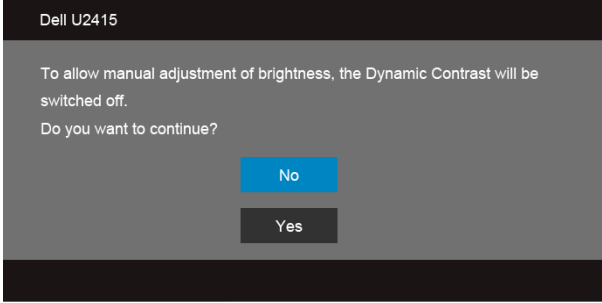 Dell U2415
To allow manual adjustment of brightness, the Dynamic Contrast will be
switched off.
Do you want to continue?
No
Yes